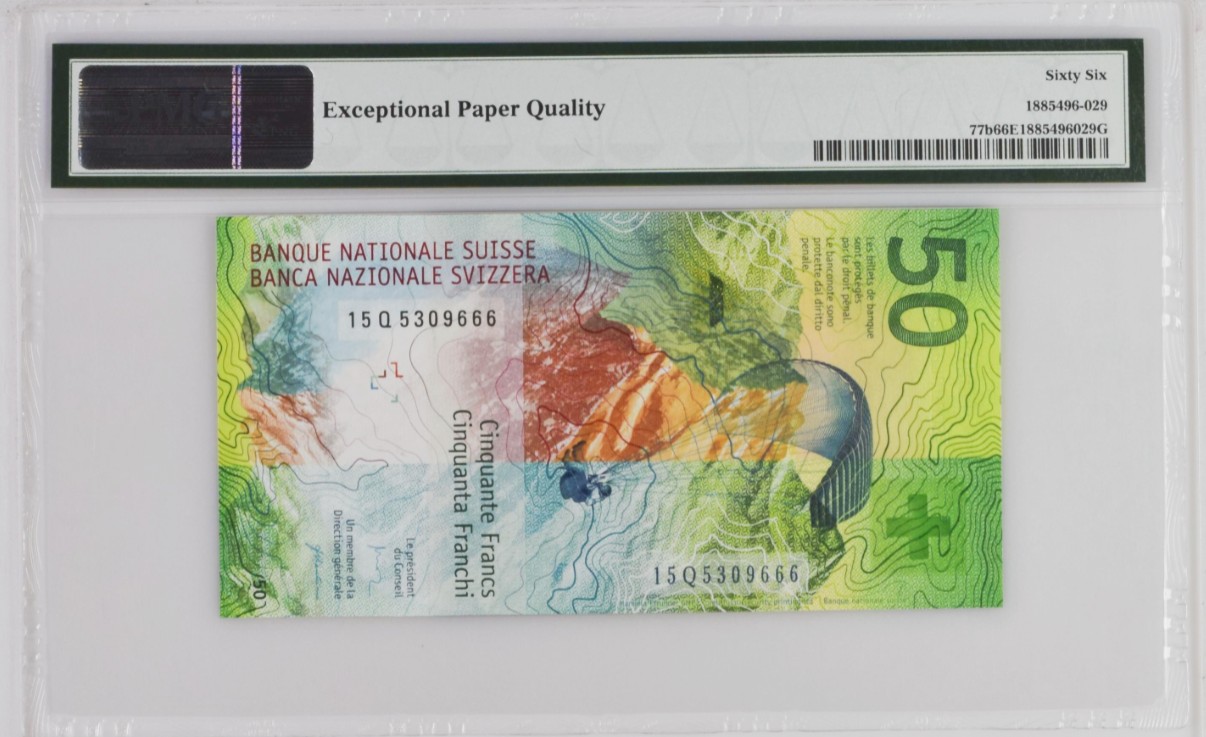 Sixty Six
Exceptional Paper Quality
1885496-029
77b66E1885496029G
BANQUE NATIONALE SUISSE
BANCA NAZIONALE SVIZZERA
15Q5309666
50
Les billets de banque
sont protégés
par le droit pénal.
Le banconote sono
protette dal diritto
penale.
Cinquante Francs
Cinquanta Franchi
Le président
du Conseil
Un membre de la
Direction générale
15Q5309666
50